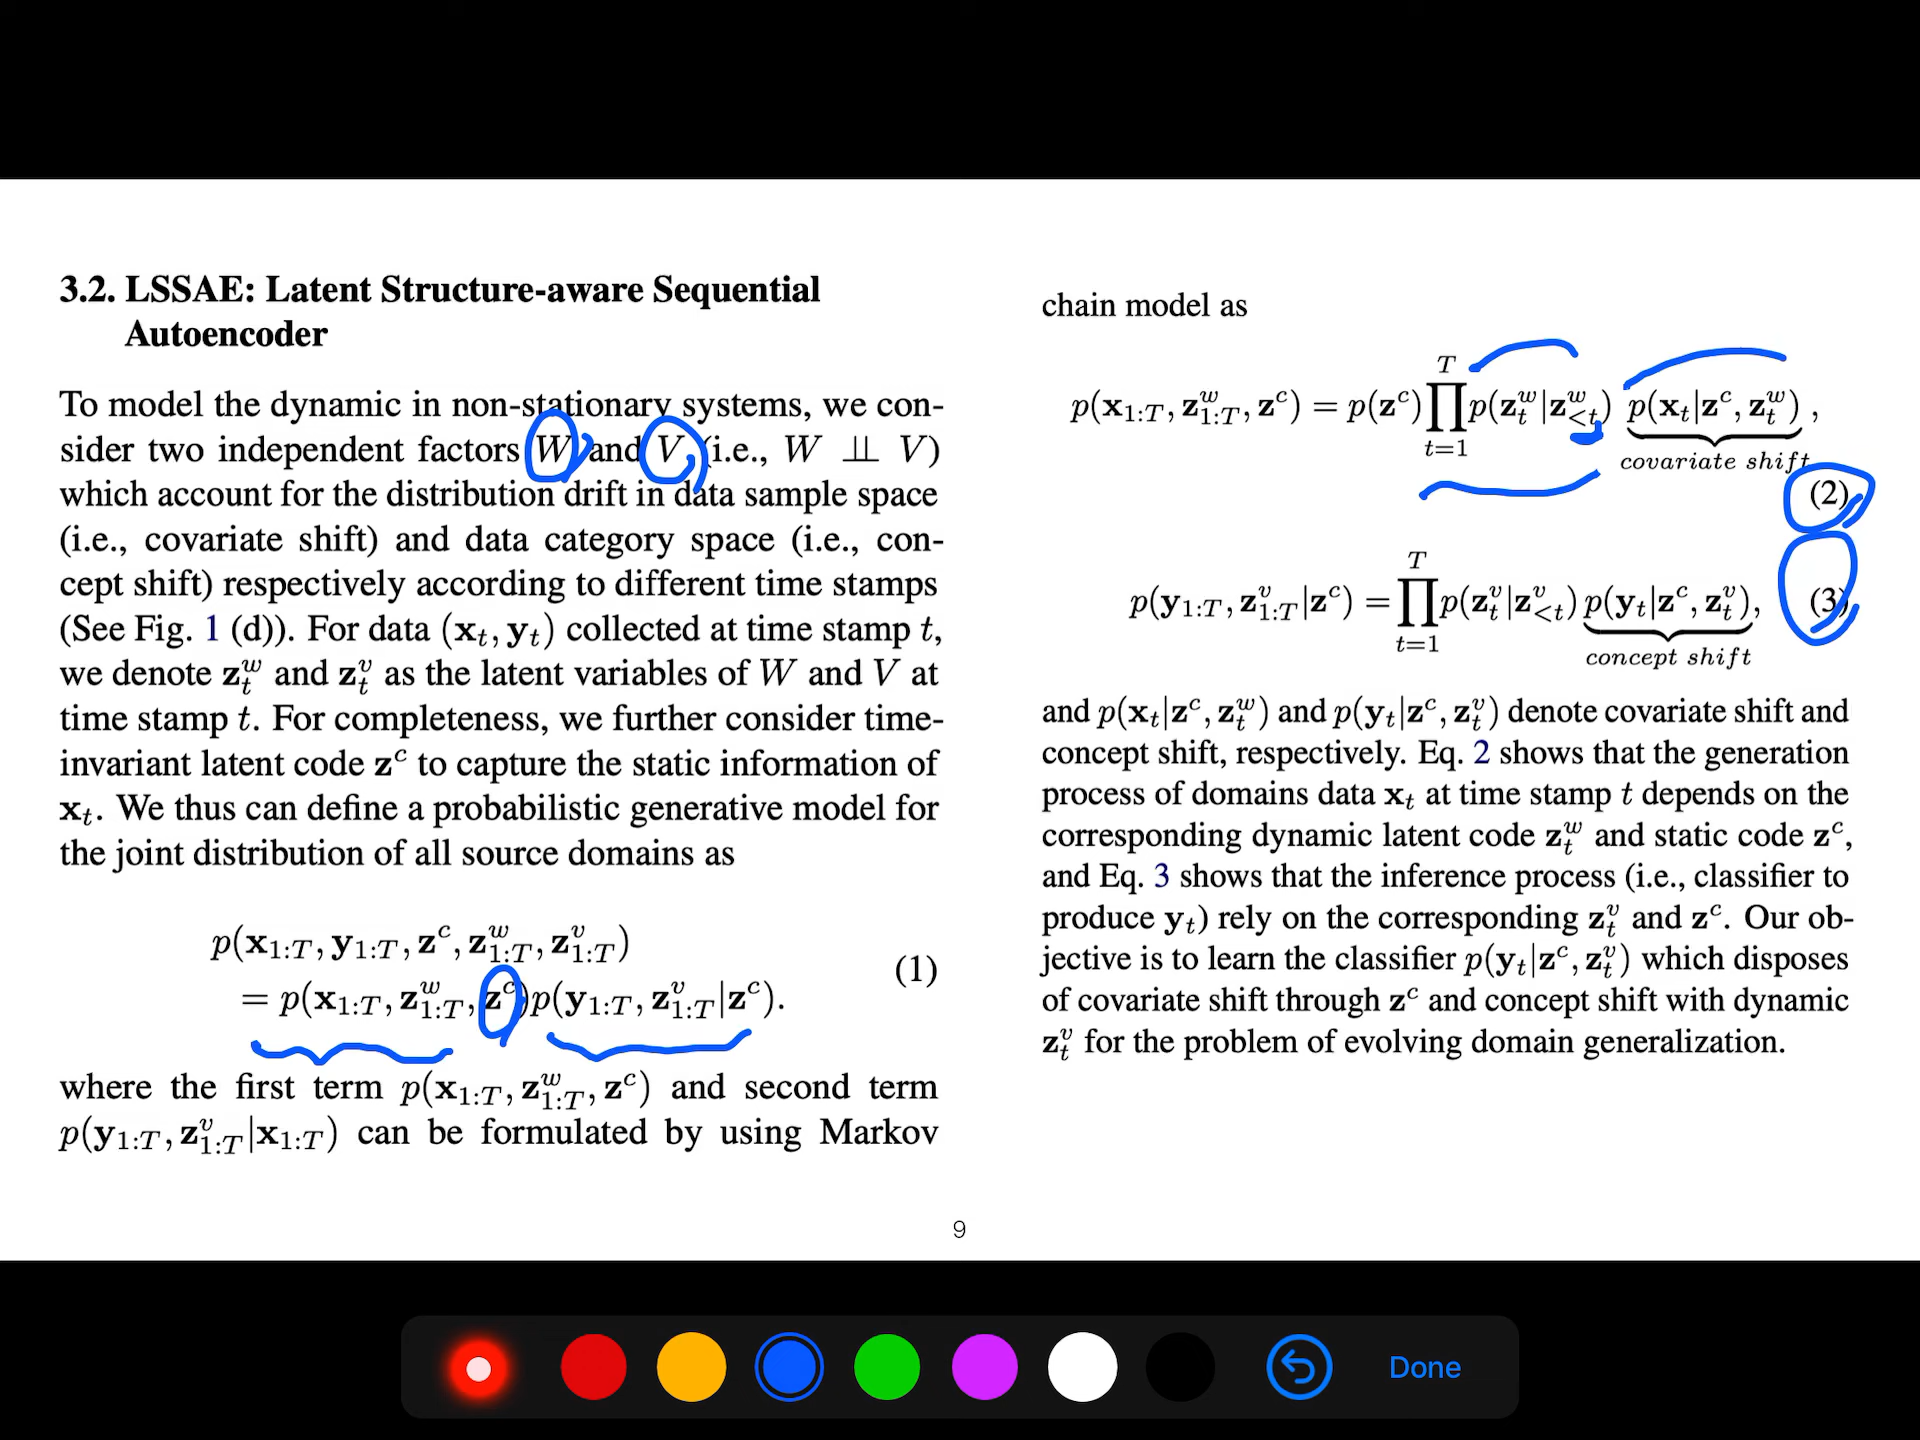 3.2. LSSAE: Latent Structure-aware Sequential
Autoencoder
To model the dynamic in non-stationary systems, we con-
sider two independent factors W and V (i.e., W ⫫ V)
which account for the distribution drift in data sample space
(i.e., covariate shift) and data category space (i.e., con-
cept shift) respectively according to different time stamps
(See Fig. 1 (d)). For data (x_t, y_t) collected at time stamp t,
we denote z_t^w and z_t^v as the latent variables of W and V at
time stamp t. For completeness, we further consider time-
invariant latent code z^c to capture the static information of
x_t. We thus can define a probabilistic generative model for
the joint distribution of all source domains as
p(x_{1:T}, y_{1:T}, z^c, z_{1:T}^w, z_{1:T}^v)
= p(x_{1:T}, z_{1:T}^w, z^c)p(y_{1:T}, z_{1:T}^v|z^c).
(1)
where the first term p(x_{1:T}, z_{1:T}^w, z^c) and second term
p(y_{1:T}, z_{1:T}^v|x_{1:T}) can be formulated by using Markov
chain model as
p(x_{1:T}, z_{1:T}^w, z^c) = p(z^c) ∏_{t=1}^T p(z_t^w|z_{<t}^w) p(x_t|z^c, z_t^w),
covariate shift
(2)
p(y_{1:T}, z_{1:T}^v|z^c) = ∏_{t=1}^T p(z_t^v|z_{<t}^v) p(y_t|z^c, z_t^v), (3)
concept shift
and p(x_t|z^c, z_t^w) and p(y_t|z^c, z_t^v) denote covariate shift and
concept shift, respectively. Eq. 2 shows that the generation
process of domains data x_t at time stamp t depends on the
corresponding dynamic latent code z_t^w and static code z^c,
and Eq. 3 shows that the inference process (i.e., classifier to
produce y_t) rely on the corresponding z_t^v and z^c. Our ob-
jective is to learn the classifier p(y_t|z^c, z_t^v) which disposes
of covariate shift through z^c and concept shift with dynamic
z_t^v for the problem of evolving domain generalization.
9
Done